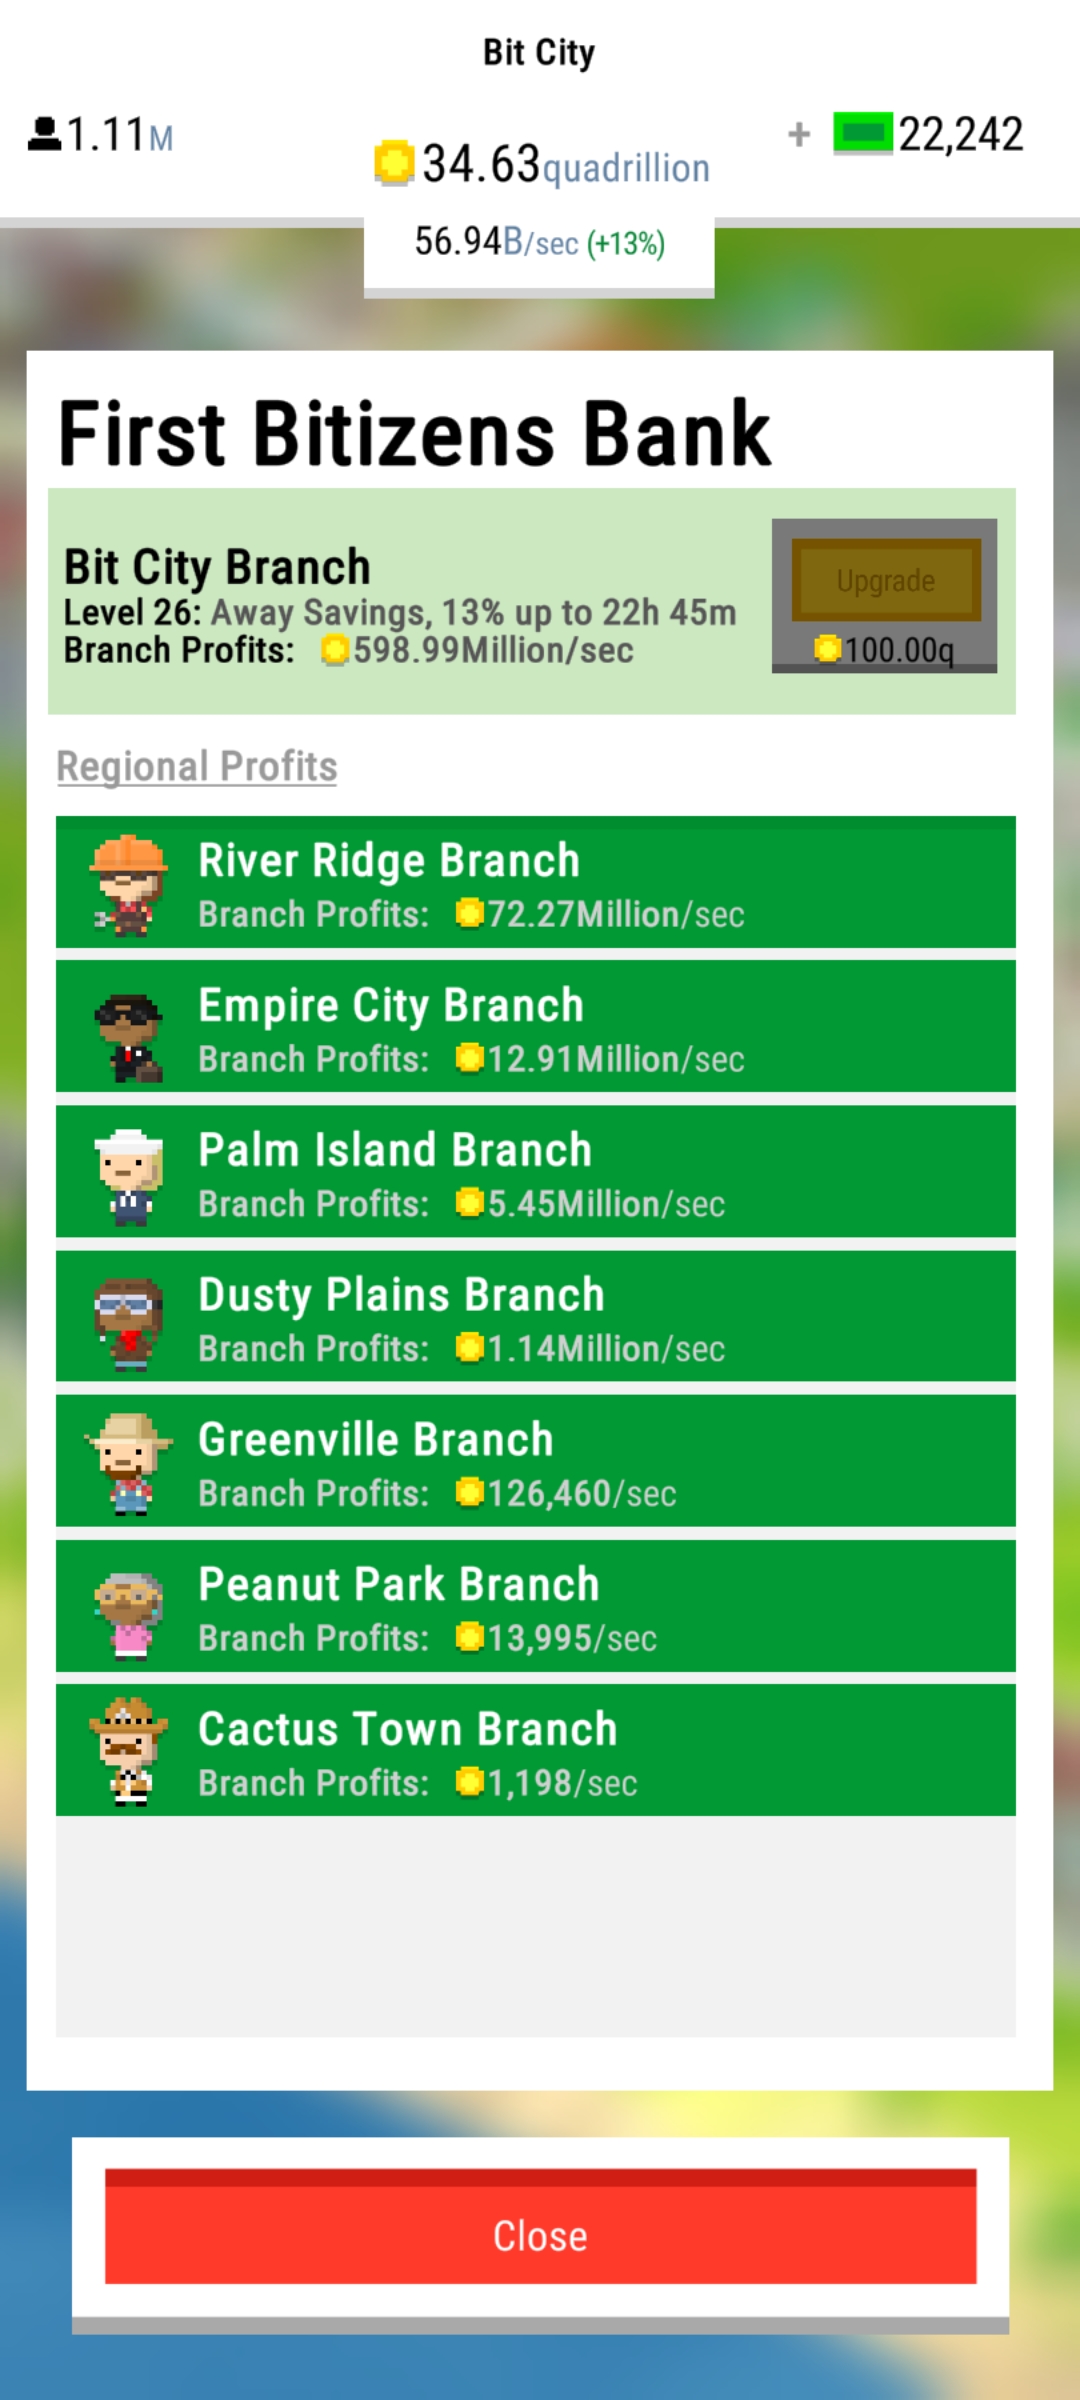 Bit City
1.11M
+ 22,242
34.63quadrillion
56.94B/sec (+13%)
First Bitizens Bank
Bit City Branch
Level 26: Away Savings, 13% up to 22h 45m
Branch Profits: 598.99Million/sec
Upgrade
100.00q
Regional Profits
River Ridge Branch
Branch Profits: 72.27Million/sec
Empire City Branch
Branch Profits: 12.91Million/sec
Palm Island Branch
Branch Profits: 5.45Million/sec
Dusty Plains Branch
Branch Profits: 1.14Million/sec
Greenville Branch
Branch Profits: 126,460/sec
Peanut Park Branch
Branch Profits: 13,995/sec
Cactus Town Branch
Branch Profits: 1,198/sec
Close